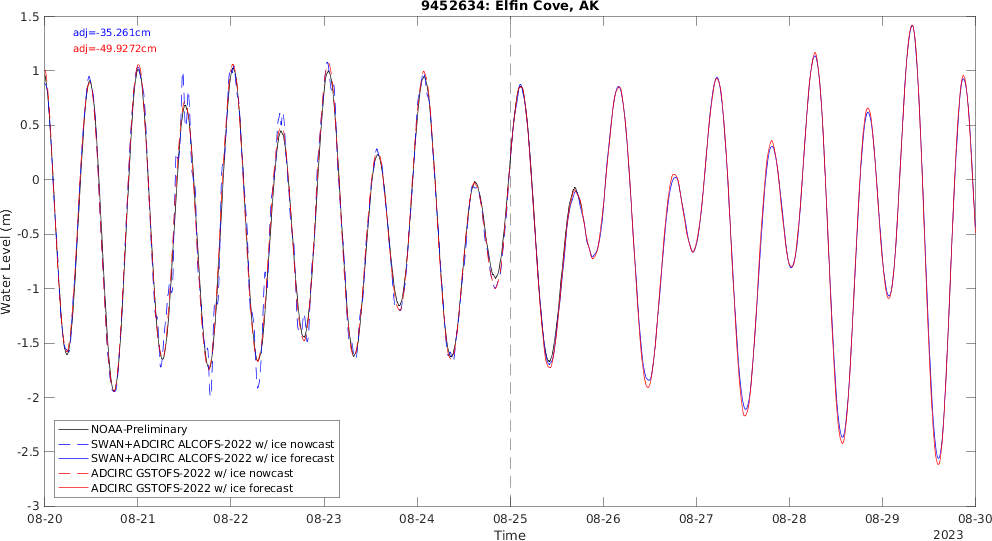 9452634: Elfin Cove, AK
adj=-35.261cm
adj=-49.9272cm
1.5
1
0.5
0
-0.5
-1
-1.5
-2
-2.5
-3
Water Level (m)
NOAA-Preliminary
SWAN+ADCIRC ALCOFS-2022 w/ ice nowcast
SWAN+ADCIRC ALCOFS-2022 w/ ice forecast
ADCIRC GSTOFS-2022 w/ ice nowcast
ADCIRC GSTOFS-2022 w/ ice forecast
08-20 08-21 08-22 08-23 08-24 08-25 08-26 08-27 08-28 08-29 08-30
Time
2023